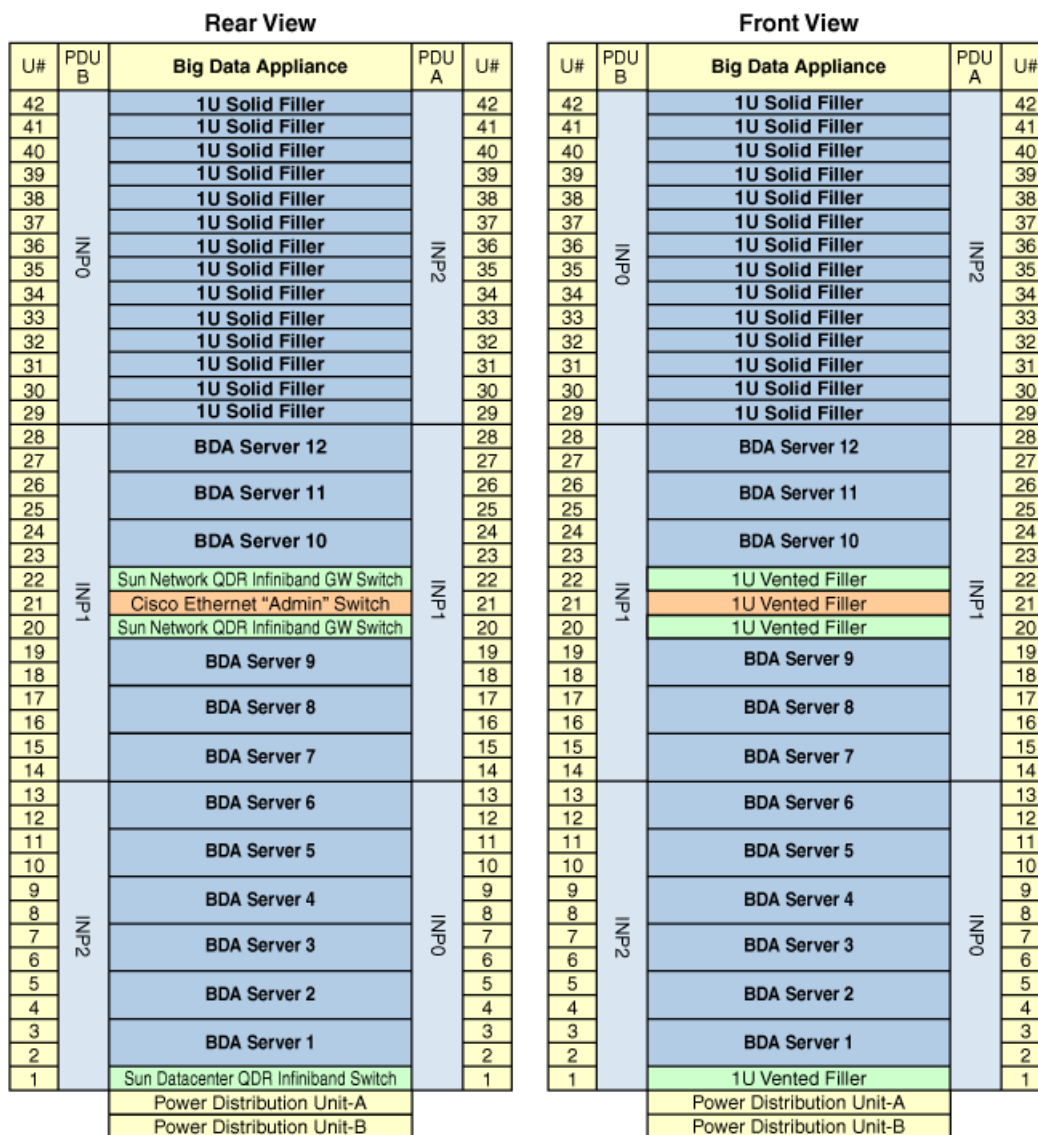 Rear View
U# PDU B Big Data Appliance PDU A U#
42 1U Solid Filler 42
41 1U Solid Filler 41
40 1U Solid Filler 40
39 1U Solid Filler 39
38 1U Solid Filler 38
37 1U Solid Filler 37
36 1U Solid Filler 36
35 1U Solid Filler 35
34 1U Solid Filler 34
33 1U Solid Filler 33
32 1U Solid Filler 32
31 1U Solid Filler 31
30 1U Solid Filler 30
29 1U Solid Filler 29
INP0
INP2
28 BDA Server 12 28
27 27
26 BDA Server 11 26
25 25
24 BDA Server 10 24
23 23
22 Sun Network QDR Infiniband GW Switch 22
21 Cisco Ethernet “Admin” Switch 21
20 Sun Network QDR Infiniband GW Switch 20
19 BDA Server 9 19
18 18
17 BDA Server 8 17
16 16
15 BDA Server 7 15
14 14
INP1
INP1
13 BDA Server 6 13
12 12
11 BDA Server 5 11
10 10
9 BDA Server 4 9
8 8
7 BDA Server 3 7
6 6
5 BDA Server 2 5
4 4
3 BDA Server 1 3
2 2
1 Sun Datacenter QDR Infiniband Switch 1
INP2
INP0
Power Distribution Unit-A
Power Distribution Unit-B
Front View
U# PDU B Big Data Appliance PDU A U#
42 1U Solid Filler 42
41 1U Solid Filler 41
40 1U Solid Filler 40
39 1U Solid Filler 39
38 1U Solid Filler 38
37 1U Solid Filler 37
36 1U Solid Filler 36
35 1U Solid Filler 35
34 1U Solid Filler 34
33 1U Solid Filler 33
32 1U Solid Filler 32
31 1U Solid Filler 31
30 1U Solid Filler 30
29 1U Solid Filler 29
INP0
INP2
28 BDA Server 12 28
27 27
26 BDA Server 11 26
25 25
24 BDA Server 10 24
23 23
22 1U Vented Filler 22
21 1U Vented Filler 21
20 1U Vented Filler 20
19 BDA Server 9 19
18 18
17 BDA Server 8 17
16 16
15 BDA Server 7 15
14 14
INP1
INP1
13 BDA Server 6 13
12 12
11 BDA Server 5 11
10 10
9 BDA Server 4 9
8 8
7 BDA Server 3 7
6 6
5 BDA Server 2 5
4 4
3 BDA Server 1 3
2 2
1 1U Vented Filler 1
INP2
INP0
Power Distribution Unit-A
Power Distribution Unit-B